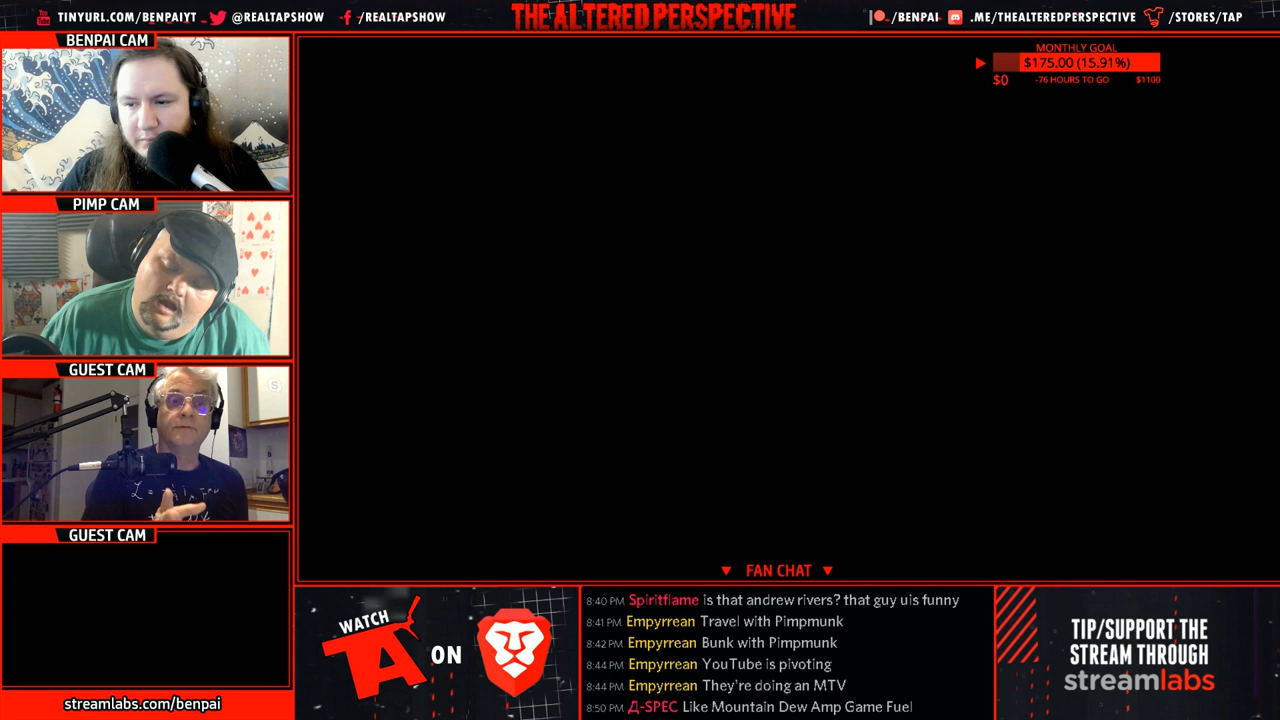 TINYURL.COM/BENPAIYT
@REALTAPSHOW
/REALTAPSHOW
THE ALTERED PERSPECTIVE
/BENPAI
.ME/THEALTEREDPERSPECTIVE
/STORES/TAP
BENPAI CAM
MONTHLY GOAL
$175.00 (15.91%)
$0
-76 HOURS TO GO
$1100
PIMP CAM
GUEST CAM
GUEST CAM
FAN CHAT
8:40 PM Spiritflame is that andrew rivers? that guy uis funny
8:41 PM Empyrrean Travel with Pimpmunk
8:42 PM Empyrrean Bunk with Pimpmunk
8:44 PM Empyrrean YouTube is pivoting
8:44 PM Empyrrean They're doing an MTV
8:50 PM Д-SPEC Like Mountain Dew Amp Game Fuel
WATCH
TA ON
TIP/SUPPORT THE
STREAM THROUGH
streamlabs
streamlabs.com/benpai